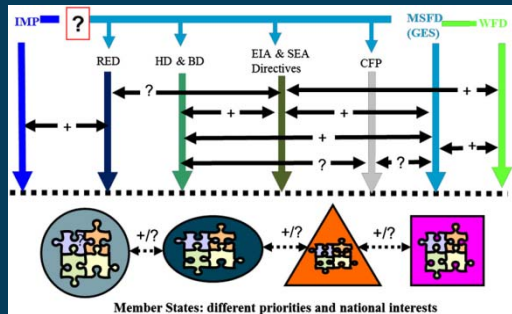 IMP
?
MSFD
(GES)
WFD
RED
HD & BD
EIA & SEA
Directives
CFP
?
+
+
+
+
+
+
?
?
+/?
+/?
+/?
Member States: different priorities and national interests